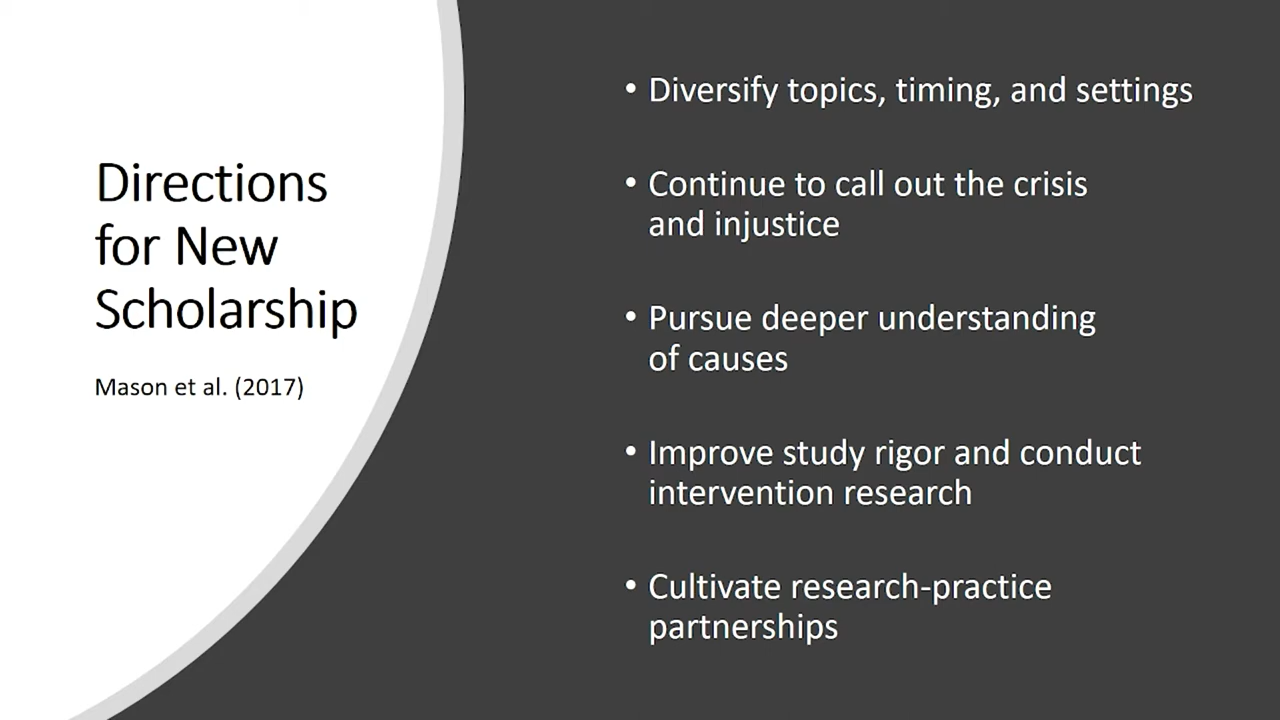 Directions
for New
Scholarship
Mason et al. (2017)
• Diversify topics, timing, and settings
• Continue to call out the crisis
and injustice
• Pursue deeper understanding
of causes
• Improve study rigor and conduct
intervention research
• Cultivate research-practice
partnerships